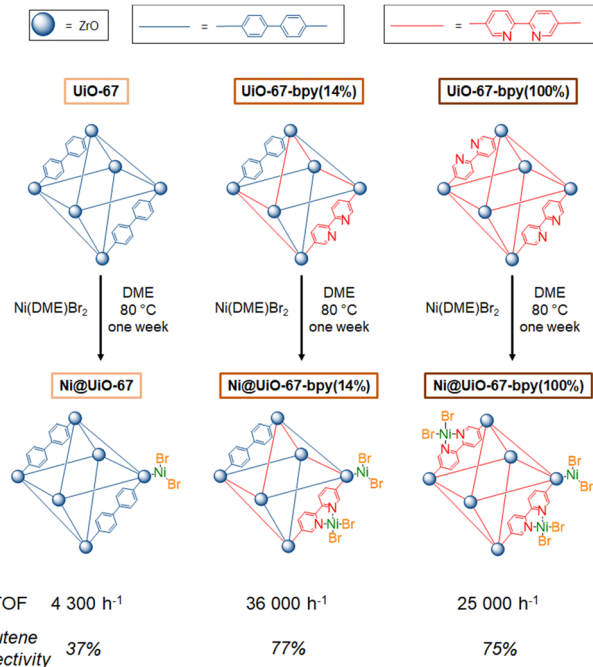 = ZrO
=
=
N
N
UiO-67
UiO-67-bpy(14%)
UiO-67-bpy(100%)
N
N
N
N
N
N
Ni(DME)Br2
DME
80 °C
one week
Ni(DME)Br2
DME
80 °C
one week
Ni(DME)Br2
DME
80 °C
one week
Ni@UiO-67
Ni@UiO-67-bpy(14%)
Ni@UiO-67-bpy(100%)
Br
Ni
Br
Br
Ni
Br
N
N
Ni
Br
Br
Br
Br
Ni
N
N
Br
Ni
Br
N
N
Ni
Br
Br
TOF 4 300 h-1 36 000 h-1 25 000 h-1
37% 77% 75%